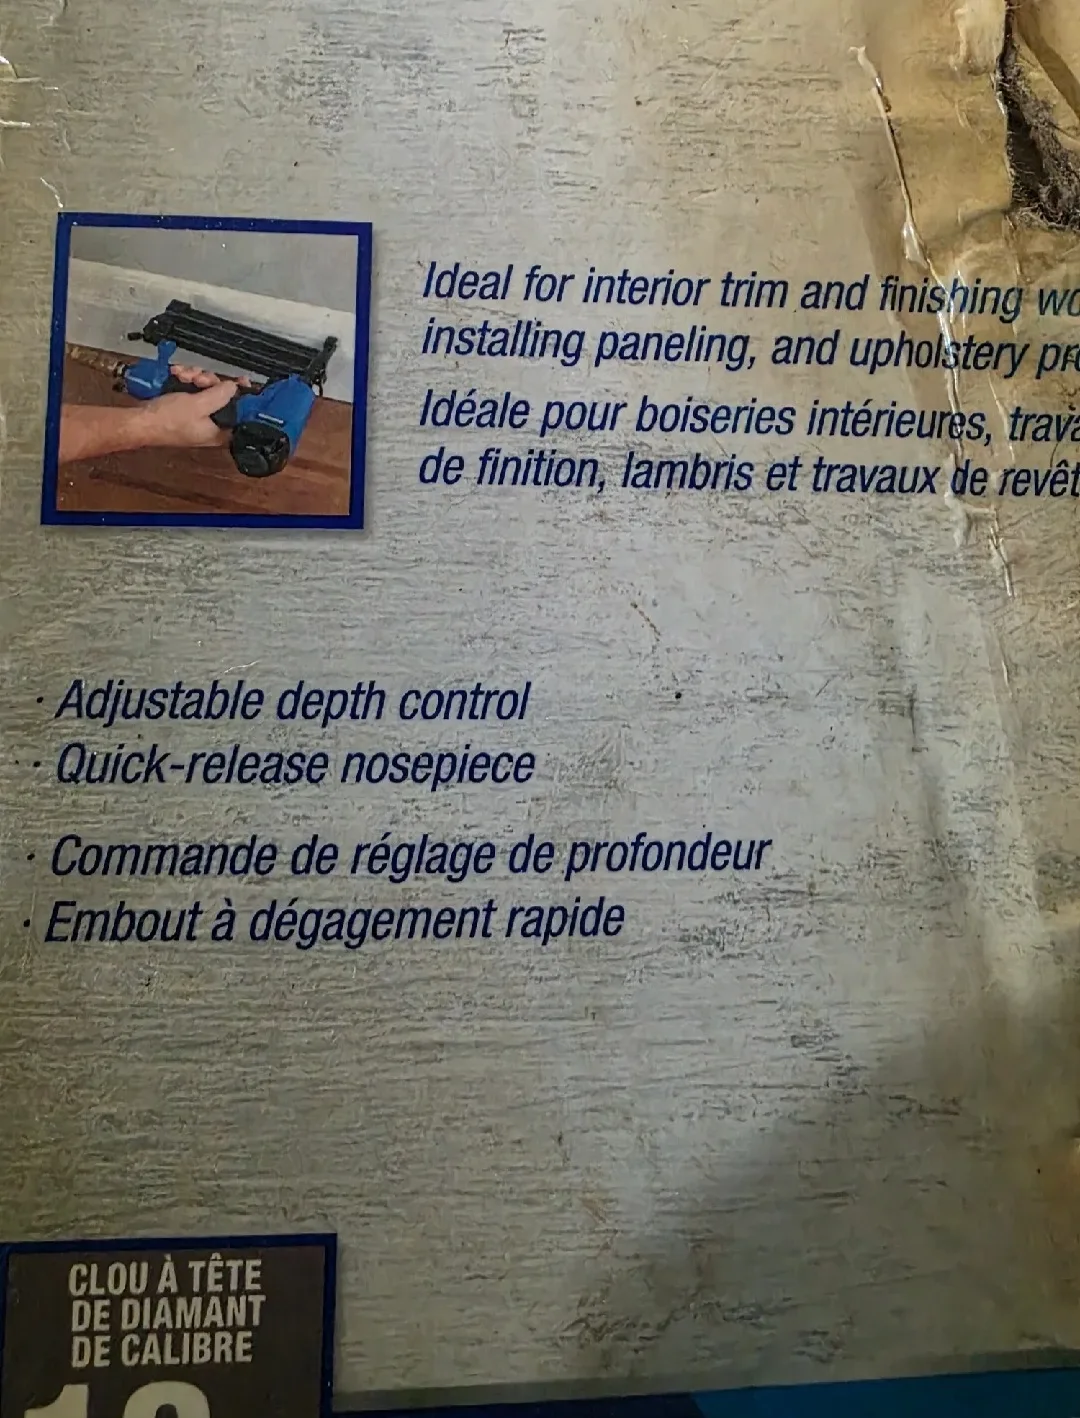 Ideal for interior trim and finishing
installing paneling, and upholstery
Idéale pour boiseries intérieures,
de finition, lambris et travaux de
· Adjustable depth control
· Quick-release nosepiece
· Commande de réglage de profondeur
· Embout à dégagement rapide
CLOU À TÊTE
DE DIAMANT
DE CALIBRE